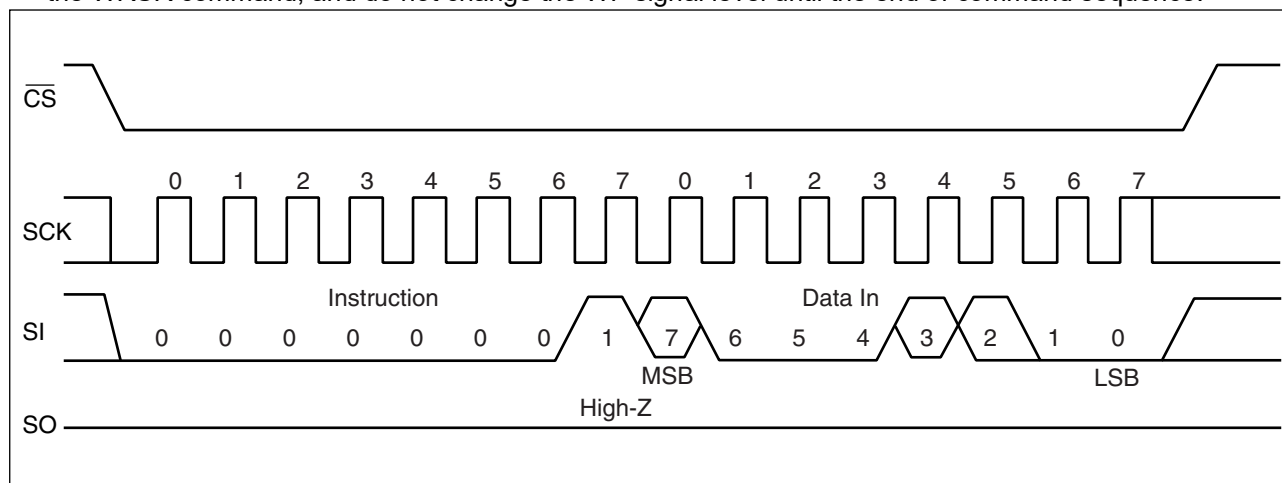 CS
0 1 2 3 4 5 6 7 0 1 2 3 4 5 6 7
SCK
Instruction Data In
SI
0 0 0 0 0 0 0 1 7 6 5 4 3 2 1 0
MSB LSB
High-Z
SO